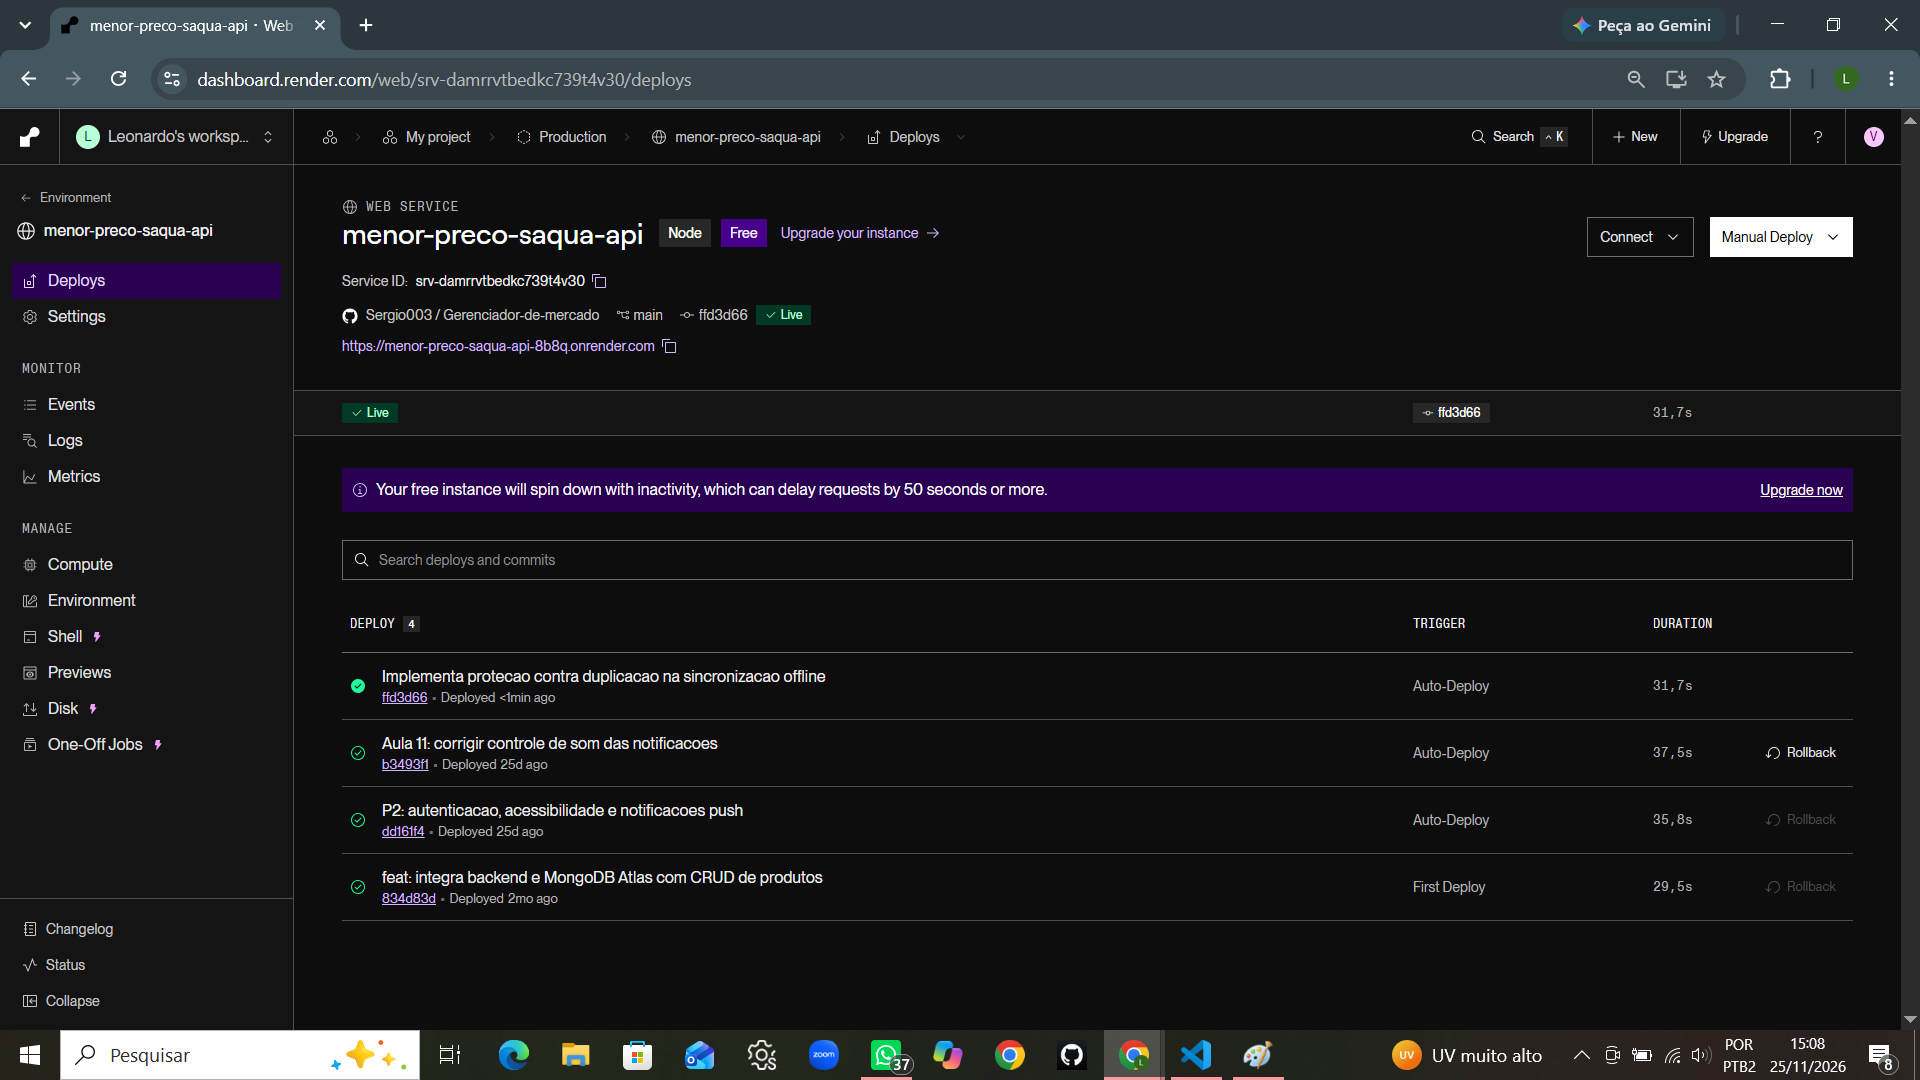 menor-preco-saqua-api · Web
Peça ao Gemini
dashboard.render.com/web/srv-damrrvtbedkc739t4v30/deploys
L
L Leonardo's worksp...
My project
Production
menor-preco-saqua-api
Deploys
Search
K
New
Upgrade
?
V
Environment
menor-preco-saqua-api
Deploys
Settings
MONITOR
Events
Logs
Metrics
MANAGE
Compute
Environment
Shell
Previews
Disk
One-Off Jobs
Changelog
Status
Collapse
WEB SERVICE
menor-preco-saqua-api Node Free Upgrade your instance →
Connect
Manual Deploy
Service ID: srv-damrrvtbedkc739t4v30
Sergio003 / Gerenciador-de-mercado main ffd3d66 Live
https://menor-preco-saqua-api-8b8q.onrender.com
Live ffd3d66 31,7s
Your free instance will spin down with inactivity, which can delay requests by 50 seconds or more. Upgrade now
Search deploys and commits
DEPLOY 4 TRIGGER DURATION
Implementa protecao contra duplicacao na sincronizacao offline
ffd3d66 • Deployed <1min ago
Auto-Deploy 31,7s
Aula 11: corrigir controle de som das notificacoes
b3493f1 • Deployed 25d ago
Auto-Deploy 37,5s Rollback
P2: autenticacao, acessibilidade e notificacoes push
dd161f4 • Deployed 25d ago
Auto-Deploy 35,8s Rollback
feat: integra backend e MongoDB Atlas com CRUD de produtos
834d83d • Deployed 2mo ago
First Deploy 29,5s Rollback
Pesquisar
zoom
37
UV
UV muito alto
POR
PTB2
15:08
25/11/2026
8